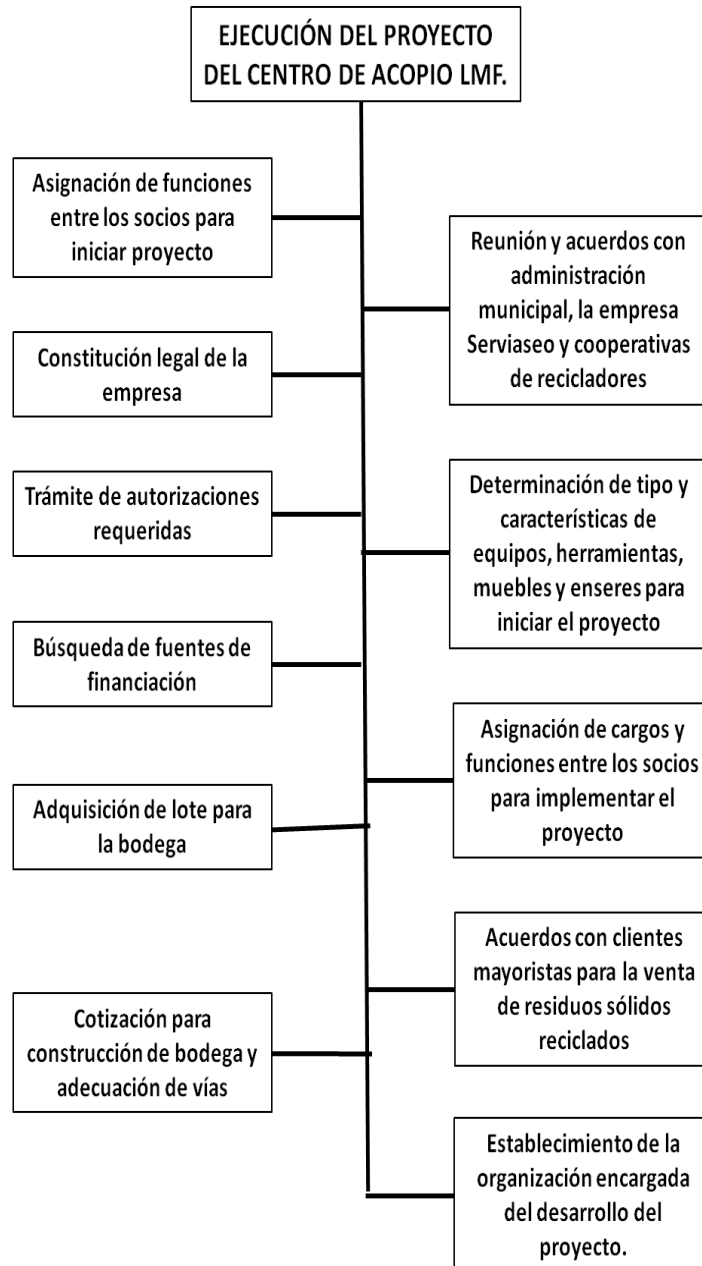 EJECUCIÓN DEL PROYECTO
DEL CENTRO DE ACOPIO LMF.
Asignación de funciones
entre los socios para
iniciar proyecto
Reunión y acuerdos con
administración
municipal, la empresa
Serviaseo y cooperativas
de recicladores
Constitución legal de la
empresa
Trámite de autorizaciones
requeridas
Determinación de tipo y
características de
equipos, herramientas,
muebles y enseres para
iniciar el proyecto
Búsqueda de fuentes de
financiación
Asignación de cargos y
funciones entre los socios
para implementar el
proyecto
Adquisición de lote para
la bodega
Acuerdos con clientes
mayoristas para la venta
de residuos sólidos
reciclados
Cotización para
construcción de bodega y
adecuación de vías
Establecimiento de la
organización encargada
del desarrollo del
proyecto.